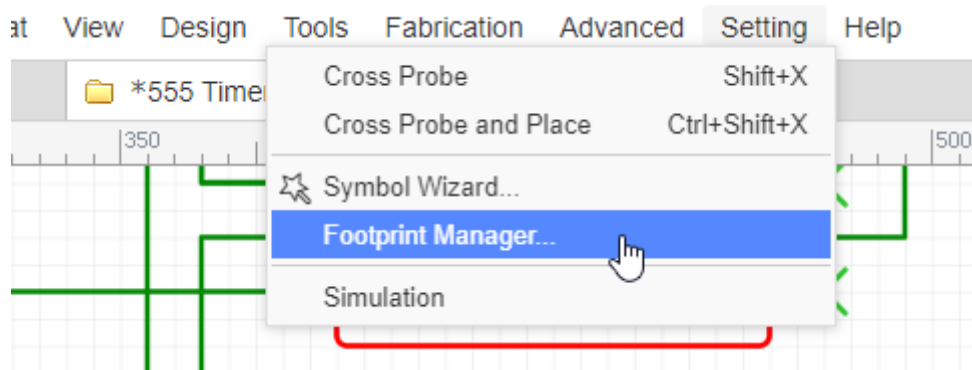 at View Design Tools Fabrication Advanced Setting Help
*555 Time
350
500
Cross Probe Shift+X
Cross Probe and Place Ctrl+Shift+X
Symbol Wizard...
Footprint Manager...
Simulation